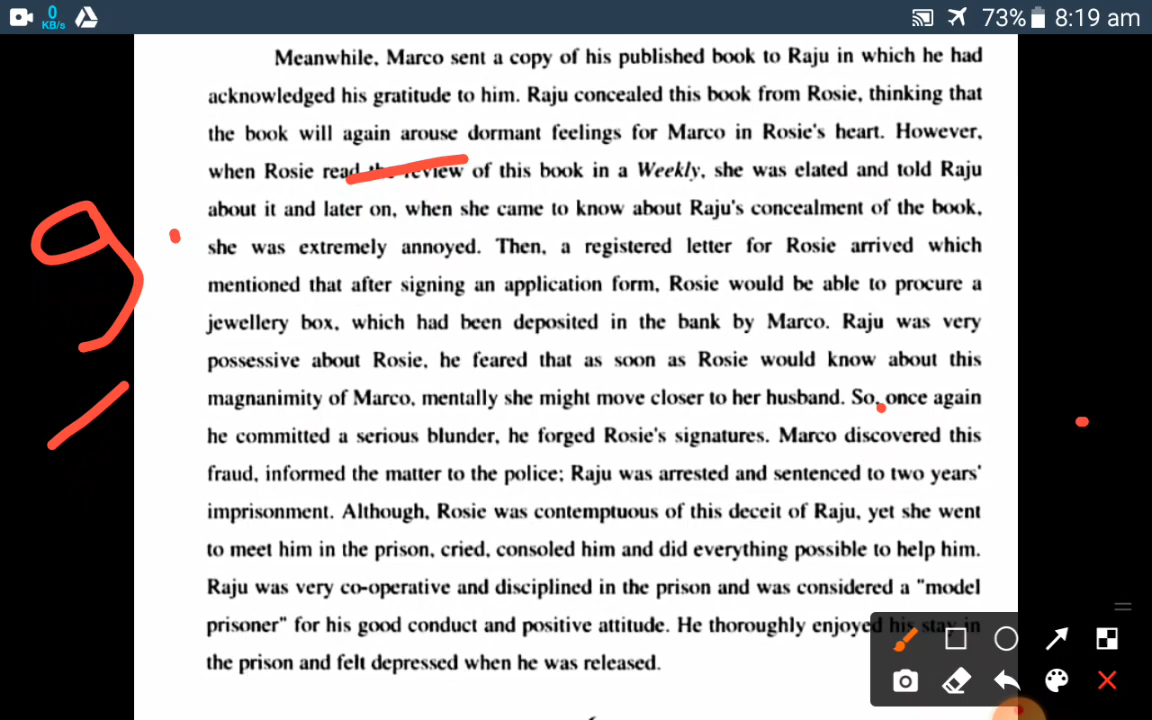 0
KB/s
73% 8:19 am
Meanwhile, Marco sent a copy of his published book to Raju in which he had
acknowledged his gratitude to him. Raju concealed this book from Rosie, thinking that
the book will again arouse dormant feelings for Marco in Rosie's heart. However,
when Rosie read the review of this book in a Weekly, she was elated and told Raju
about it and later on, when she came to know about Raju's concealment of the book,
she was extremely annoyed. Then, a registered letter for Rosie arrived which
mentioned that after signing an application form, Rosie would be able to procure a
jewellery box, which had been deposited in the bank by Marco. Raju was very
possessive about Rosie, he feared that as soon as Rosie would know about this
magnanimity of Marco, mentally she might move closer to her husband. So, once again
he committed a serious blunder, he forged Rosie's signatures. Marco discovered this
fraud, informed the matter to the police; Raju was arrested and sentenced to two years'
imprisonment. Although, Rosie was contemptuous of this deceit of Raju, yet she went
to meet him in the prison, cried, consoled him and did everything possible to help him.
Raju was very co-operative and disciplined in the prison and was considered a "model
prisoner" for his good conduct and positive attitude. He thoroughly enjoyed his stay in
the prison and felt depressed when he was released.